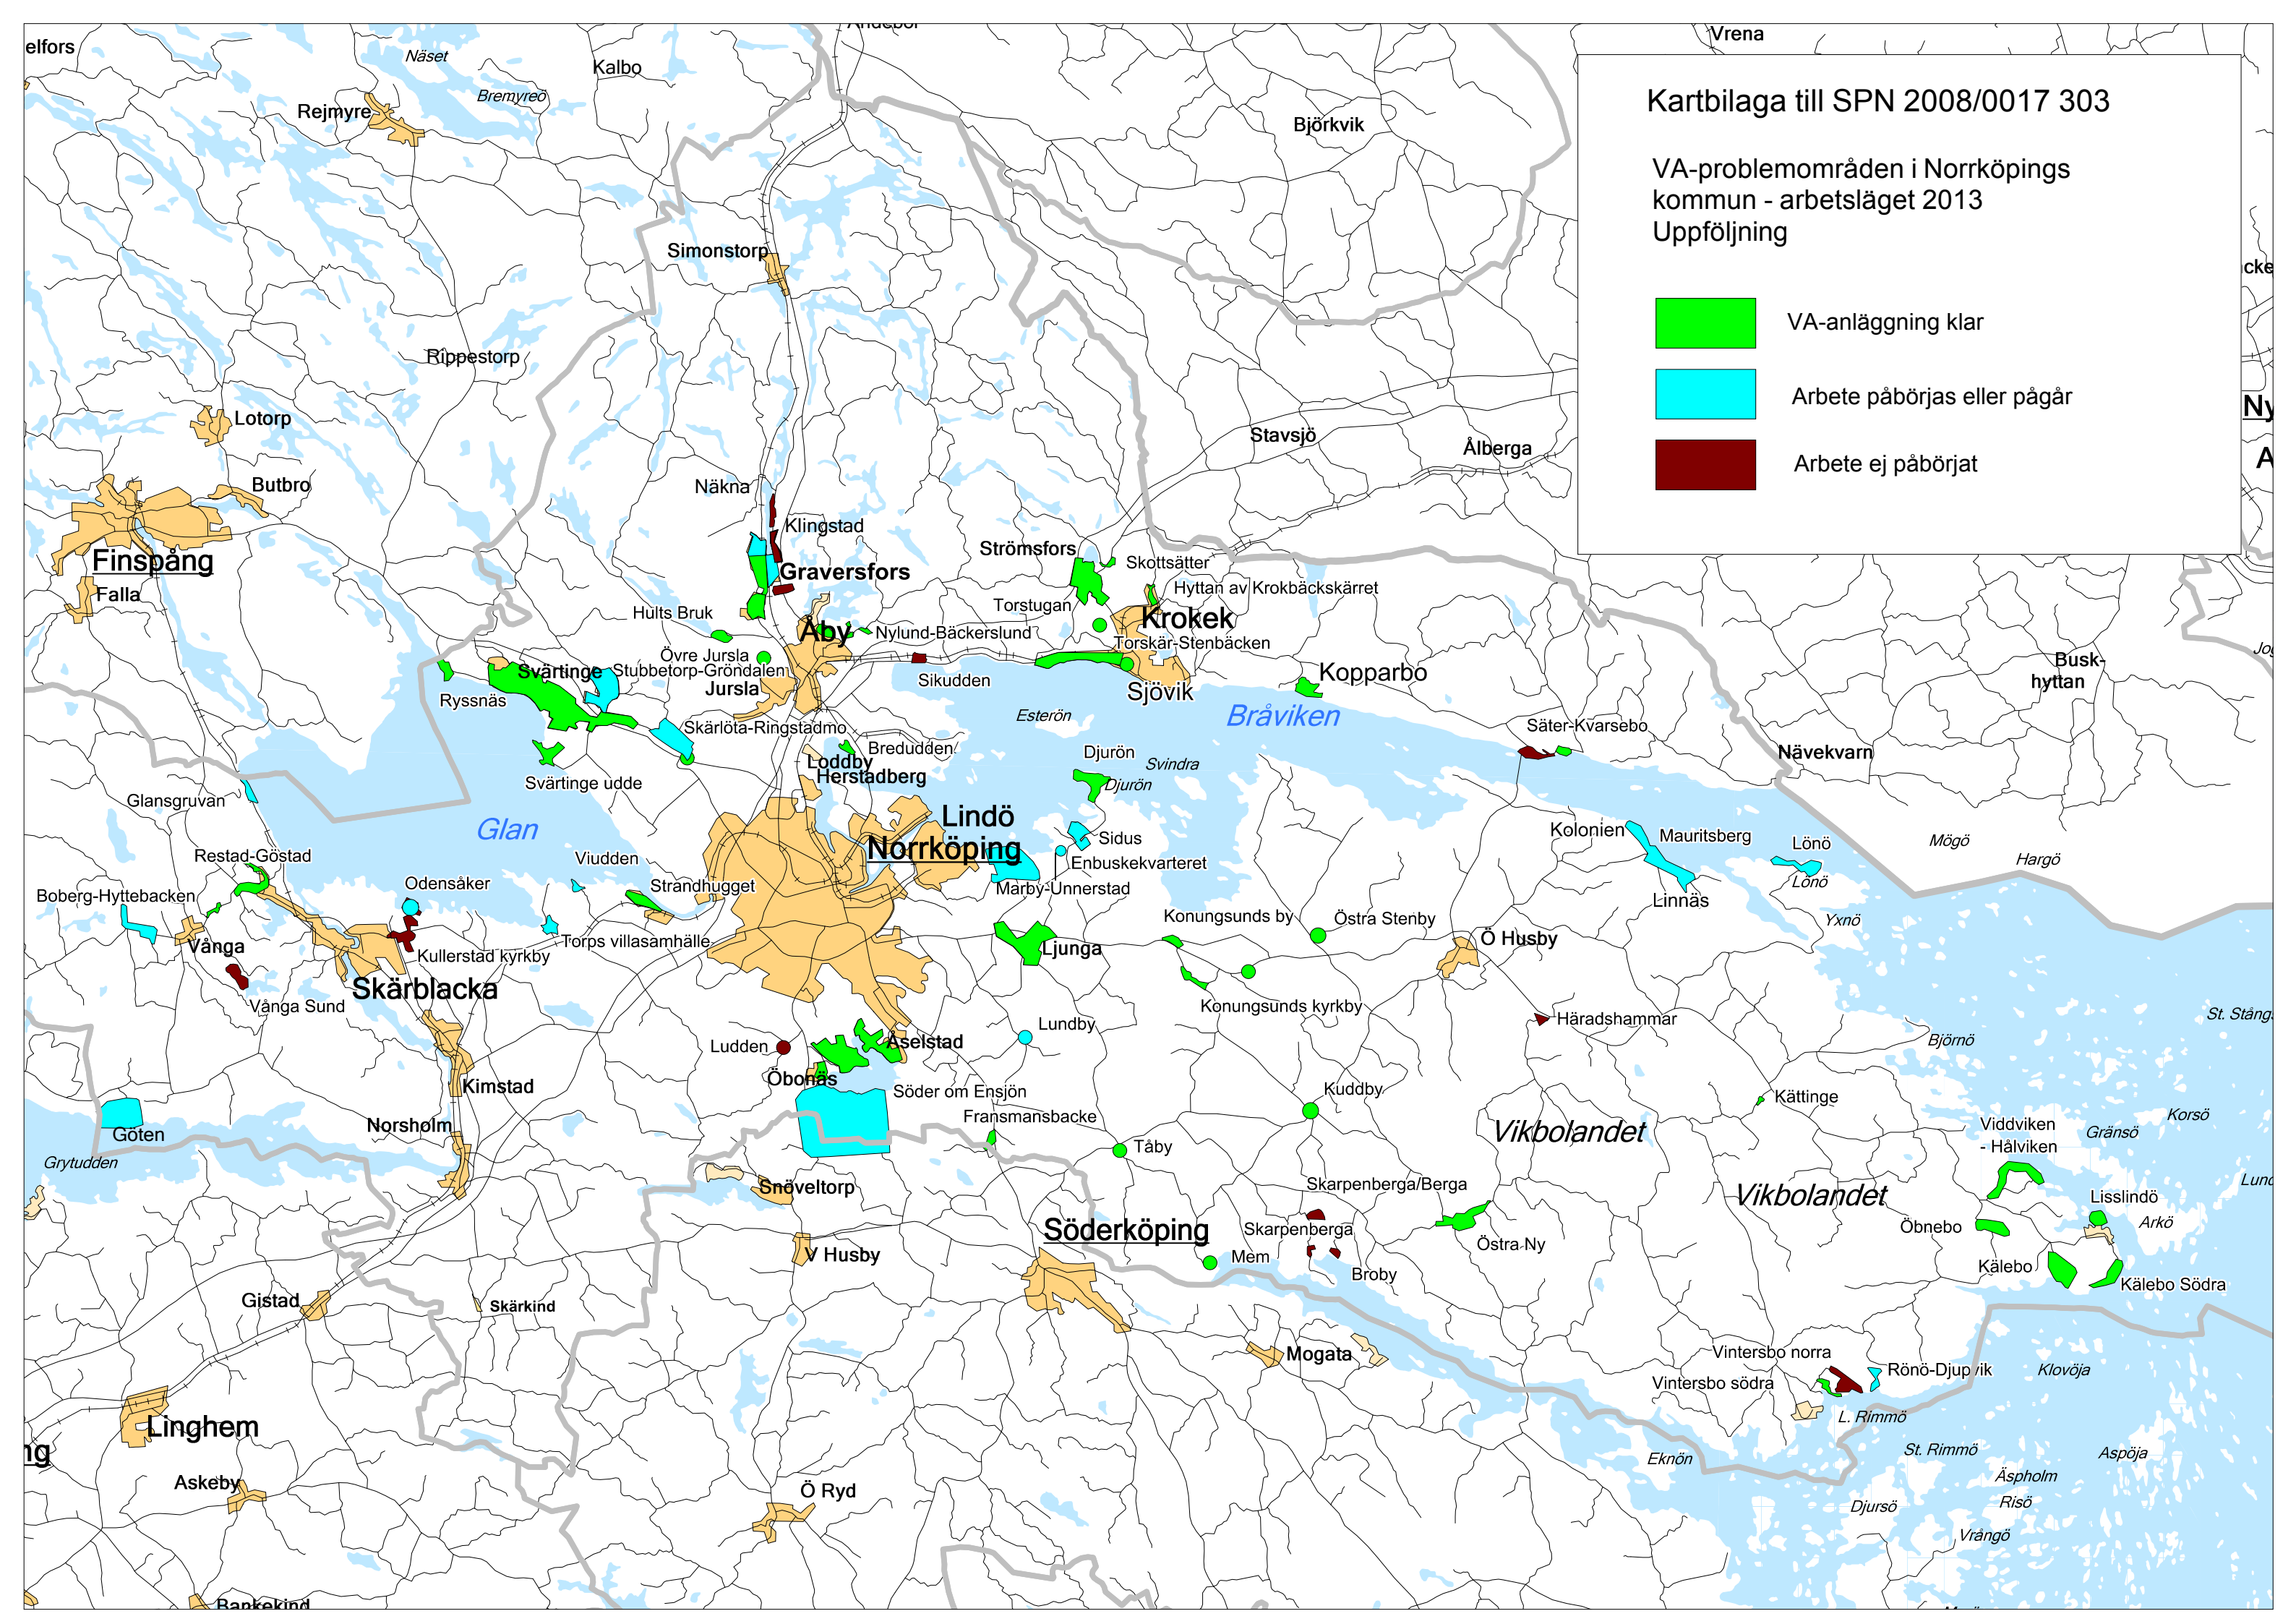 Kartbilaga till SPN 2008/0017 303
VA-problemområden i Norrköpings
kommun - arbetsläget 2013
Uppföljning
VA-anläggning klar
Arbete påbörjas eller pågår
Arbete ej påbörjat
elfors
Näset
Kalbo
Vrena
Bremyreö
Rejmyre
Björkvik
Simonstorp
Rippestorp
Lotorp
Stavsjö
Ålberga
Butbro
Näkna
Klingstad
Finspång
Falla
Graversfors
Strömsfors
Skottsätter
Hyttan av Krokbäckskärret
Hults Bruk
Torstugan
Krokek
Åby
Nylund-Bäckerslund
Torskär-Stenbäcken
Övre Jursla
Stubbetorp-Gröndalen
Svärtinge
Jursla
Sikudden
Sjövik
Kopparbo
Busk-
hyttan
Ryssnäs
Esterön
Bråviken
Skärlöta-Ringstadmo
Säter-Kvarsebo
Bredudden
Djurön
Svindra
Nävekvarn
Loddby
Herstadberg
Svärtinge udde
Djurön
Glansgruvan
Glan
Lindö
Norrköping
Sidus
Enbuskekvarteret
Kolonien
Mauritsberg
Lönö
Mögö
Hargö
Restad-Göstad
Viudden
Odensåker
Strandhugget
Marby-Unnerstad
Lönö
Linnäs
Boberg-Hyttebacken
Konungsunds by
Östra Stenby
Yxnö
Vånga
Torps villasamhälle
Kullerstad kyrkby
Ljunga
Ö Husby
Skärblacka
Vånga Sund
Konungsunds kyrkby
Häradshammar
St. Stångs
Ludden
Åselstad
Lundby
Björnö
Öbonäs
Söder om Ensjön
Kimstad
Kuddby
Kättinge
Norsholm
Göten
Fransmansbacke
Vikbolandet
Viddviken
- Hålviken
Gränsö
Korsö
Grytudden
Tåby
Snöveltorp
Skarpenberga/Berga
Vikbolandet
Lisslindö
Lund
Arkö
Söderköping
Skarpenberga
Östra Ny
Öbnebo
V Husby
Mem
Broby
Kälebo
Kälebo Södra
Gistad
Skärkind
Mogata
Vintersbo norra
Rönö-Djupvik
Klovöja
Vintersbo södra
Linghem
L. Rimmö
ng
St. Rimmö
Aspöja
Eknön
Äspholm
Askeby
Ö Ryd
Djursö
Risö
Vrångö
Bankekind